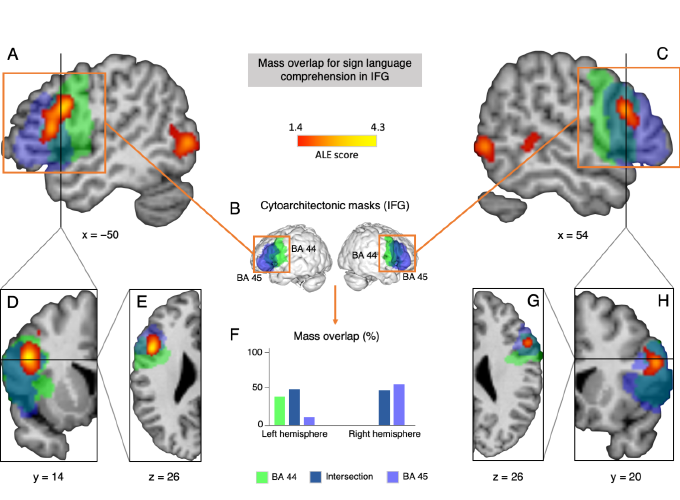 A
Mass overlap for sign language
comprehension in IFG
C
1.4
4.3
ALE score
x = −50
x = 54
B
Cytoarchitectonic masks (IFG)
BA 44
BA 45
BA 44
BA 45
D
E
F
Mass overlap (%)
100
50
0
Left hemisphere
Right hemisphere
G
H
y = 14
z = 26
BA 44
Intersection
BA 45
z = 26
y = 20